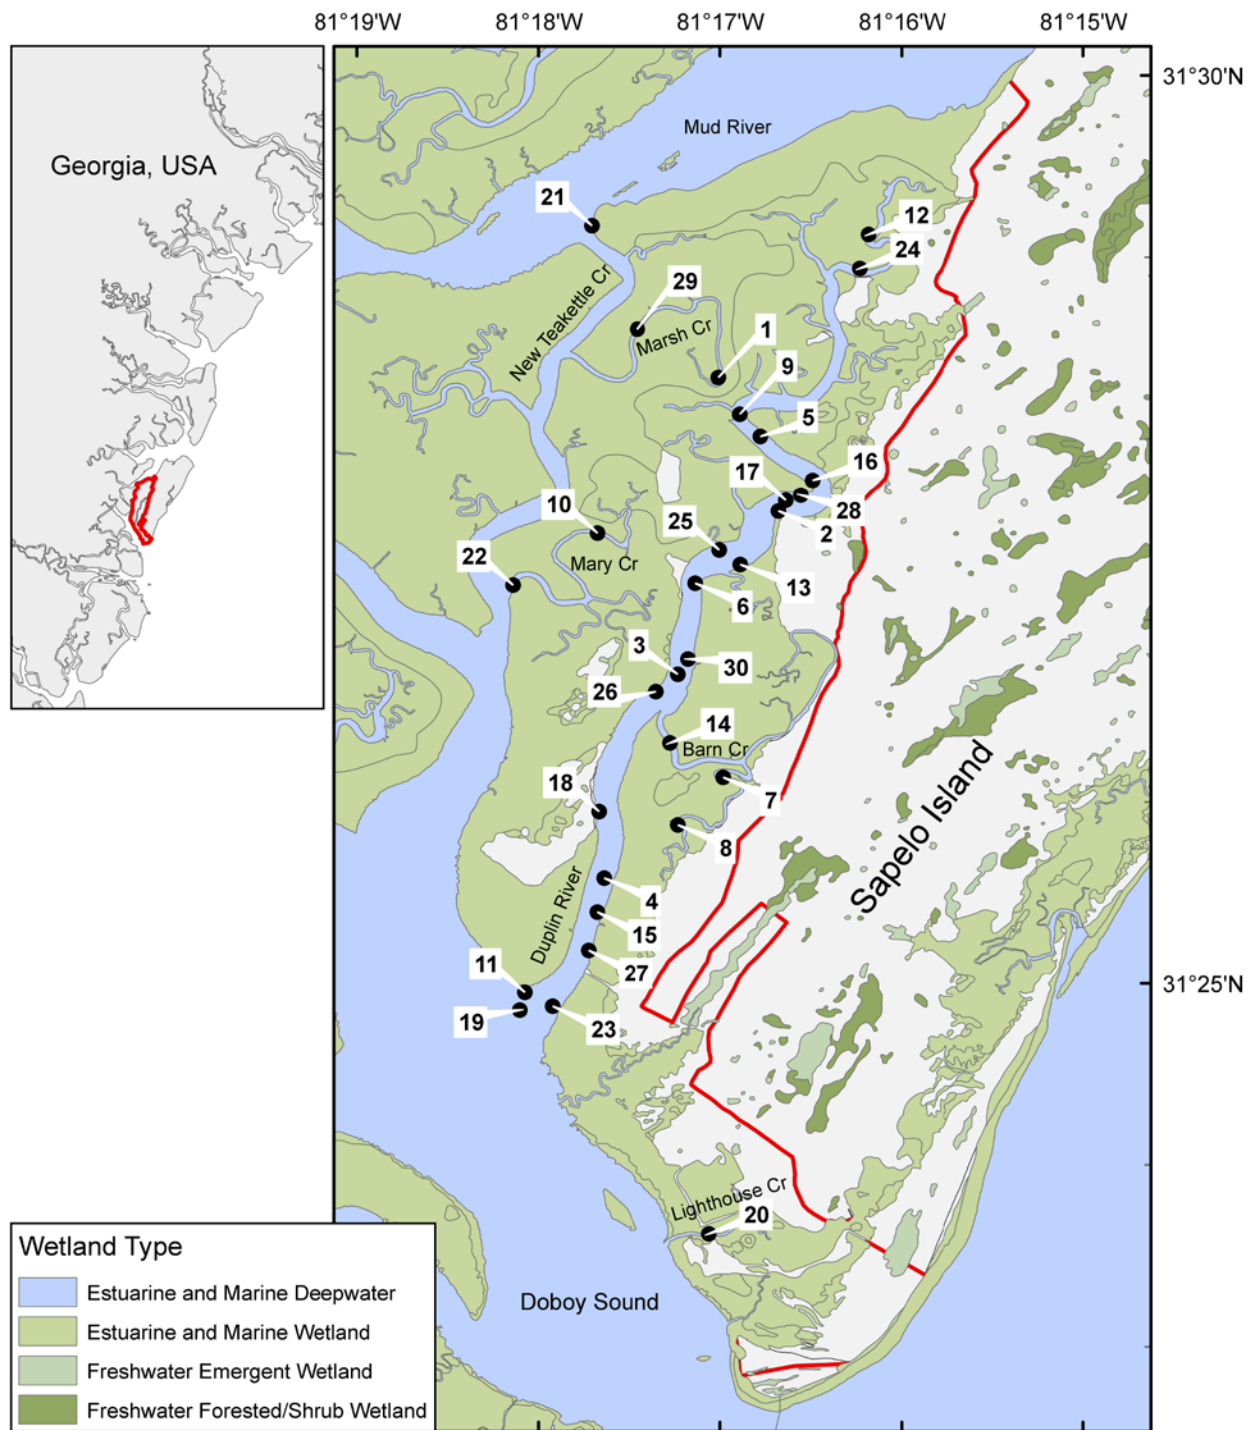 81°19'W 81°18'W 81°17'W 81°16'W 81°15'W
31°30'N
Georgia, USA
Mud River
21
12
24
New Teakettle Cr
29
Marsh Cr
1
9
5
16
17
28
10
25
2
22
Mary Cr
13
6
3
30
26
14
Barn Cr
Sapelo Island
18
7
8
4
Duplin River
15
27
11
31°25'N
19
23
Lighthouse Cr
20
Wetland Type
Doboy Sound
Estuarine and Marine Deepwater
Estuarine and Marine Wetland
Freshwater Emergent Wetland
Freshwater Forested/Shrub Wetland